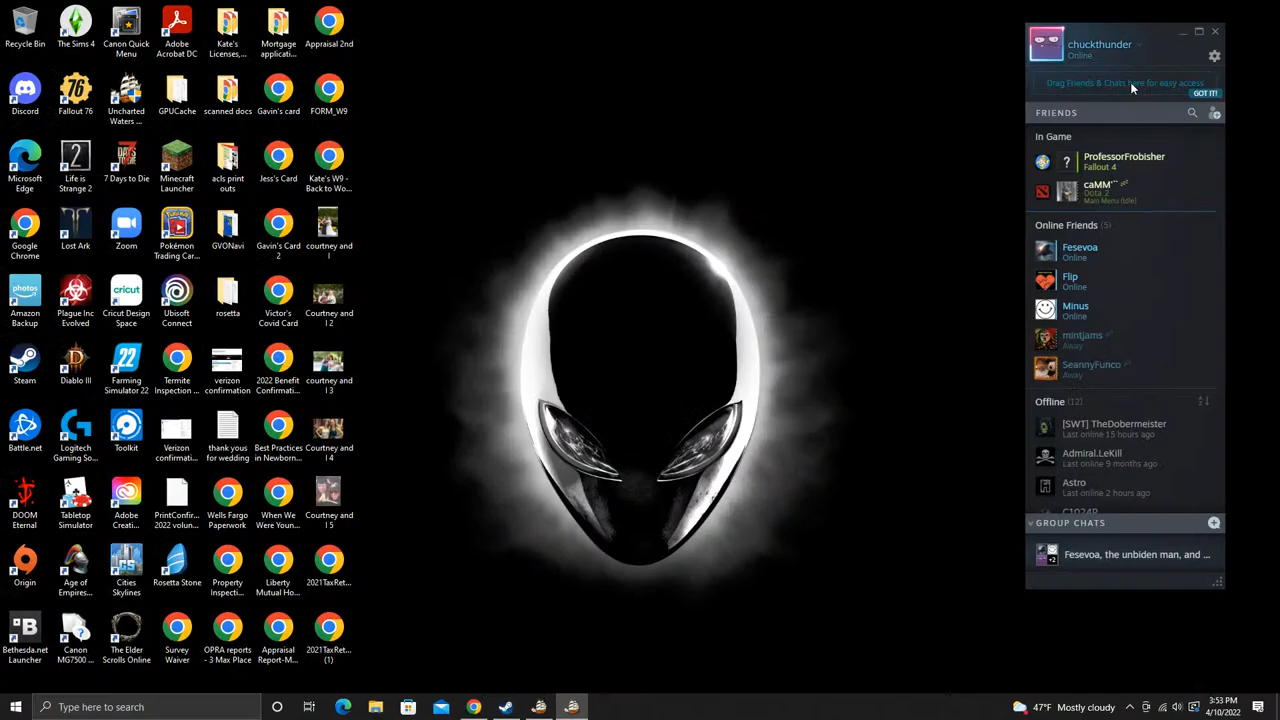 Recycle Bin
The Sims 4
Canon Quick
Menu
Adobe
Acrobat DC
Kate's
Licenses,...
Mortgage
applicati...
Appraisal 2nd
Discord
Fallout 76
Uncharted
Waters ...
GPUCache
scanned docs
Gavin's card
FORM_W9
Microsoft
Edge
Life is
Strange 2
7 Days to Die
Minecraft
Launcher
acls print
outs
Jess's Card
Kate's W9 -
Back to Wo...
Google
Chrome
Lost Ark
Zoom
Pokémon
Trading Car...
GVONavi
Gavin's Card
2
courtney and
I
Amazon
Backup
Plague Inc
Evolved
Cricut Design
Space
Ubisoft
Connect
rosetta
Victor's
Covid Card
Courtney and
I 2
Steam
Diablo III
Farming
Simulator 22
Termite
Inspection ...
verizon
confirmation
2022 Benefit
Confirmati...
courtney and
I 3
Battle.net
Logitech
Gaming So...
Toolkit
Verizon
confirmati...
thank yous
for wedding
Best Practices
in Newborn...
Courtney and
I 4
DOOM
Eternal
Tabletop
Simulator
Adobe
Creati...
PrintConfir...
2022 volun...
Wells Fargo
Paperwork
When We
Were Youn...
Courtney and
I 5
Origin
Age of
Empires...
Cities
Skylines
Rosetta Stone
Property
Inspecti...
Liberty
Mutual Ho...
2021TaxRet...
Bethesda.net
Launcher
Canon
MG7500 ...
The Elder
Scrolls Online
Survey
Waiver
OPRA reports
- 3 Max Place
Appraisal
Report-M...
2021TaxRet...
(1)
chuckthunder
Online
Drag Friends & Chats here for easy access
GOT IT!
FRIENDS
In Game
ProfessorFrobisher
Fallout 4
caMM
Dota 2
Main Menu (Idle)
Online Friends (5)
Fesevoa
Online
Flip
Online
Minus
Online
mintjams
Away
SeannyFunco
Away
Offline (12)
[SWT] TheDobermeister
Last online 15 hours ago
Admiral.LeKill
Last online 9 months ago
Astro
Last online 2 hours ago
GROUP CHATS
Fesevoa, the unbiden man, and ...
+2
Type here to search
47°F Mostly cloudy
3:53 PM
4/10/2022